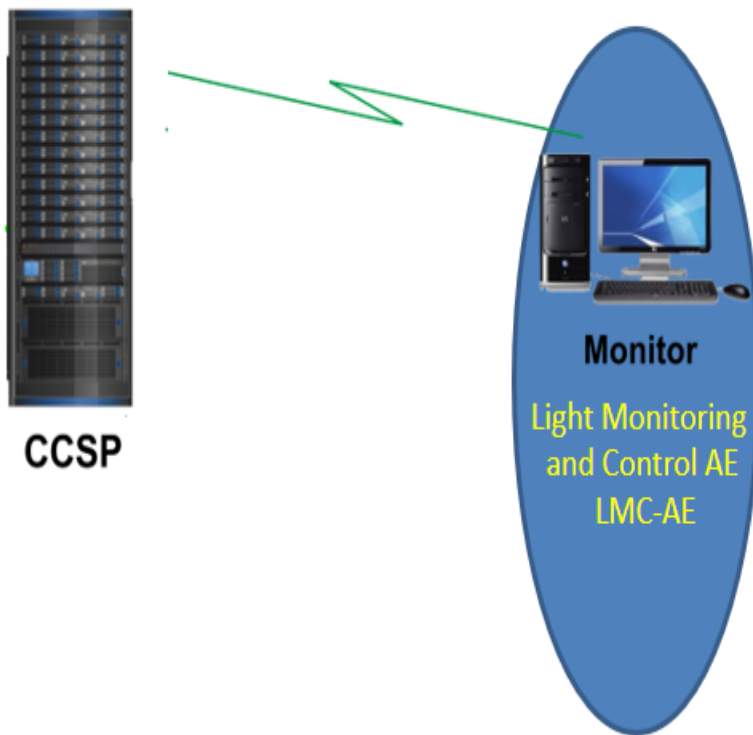 CCSP
Monitor
Light Monitoring
and Control AE
LMC-AE